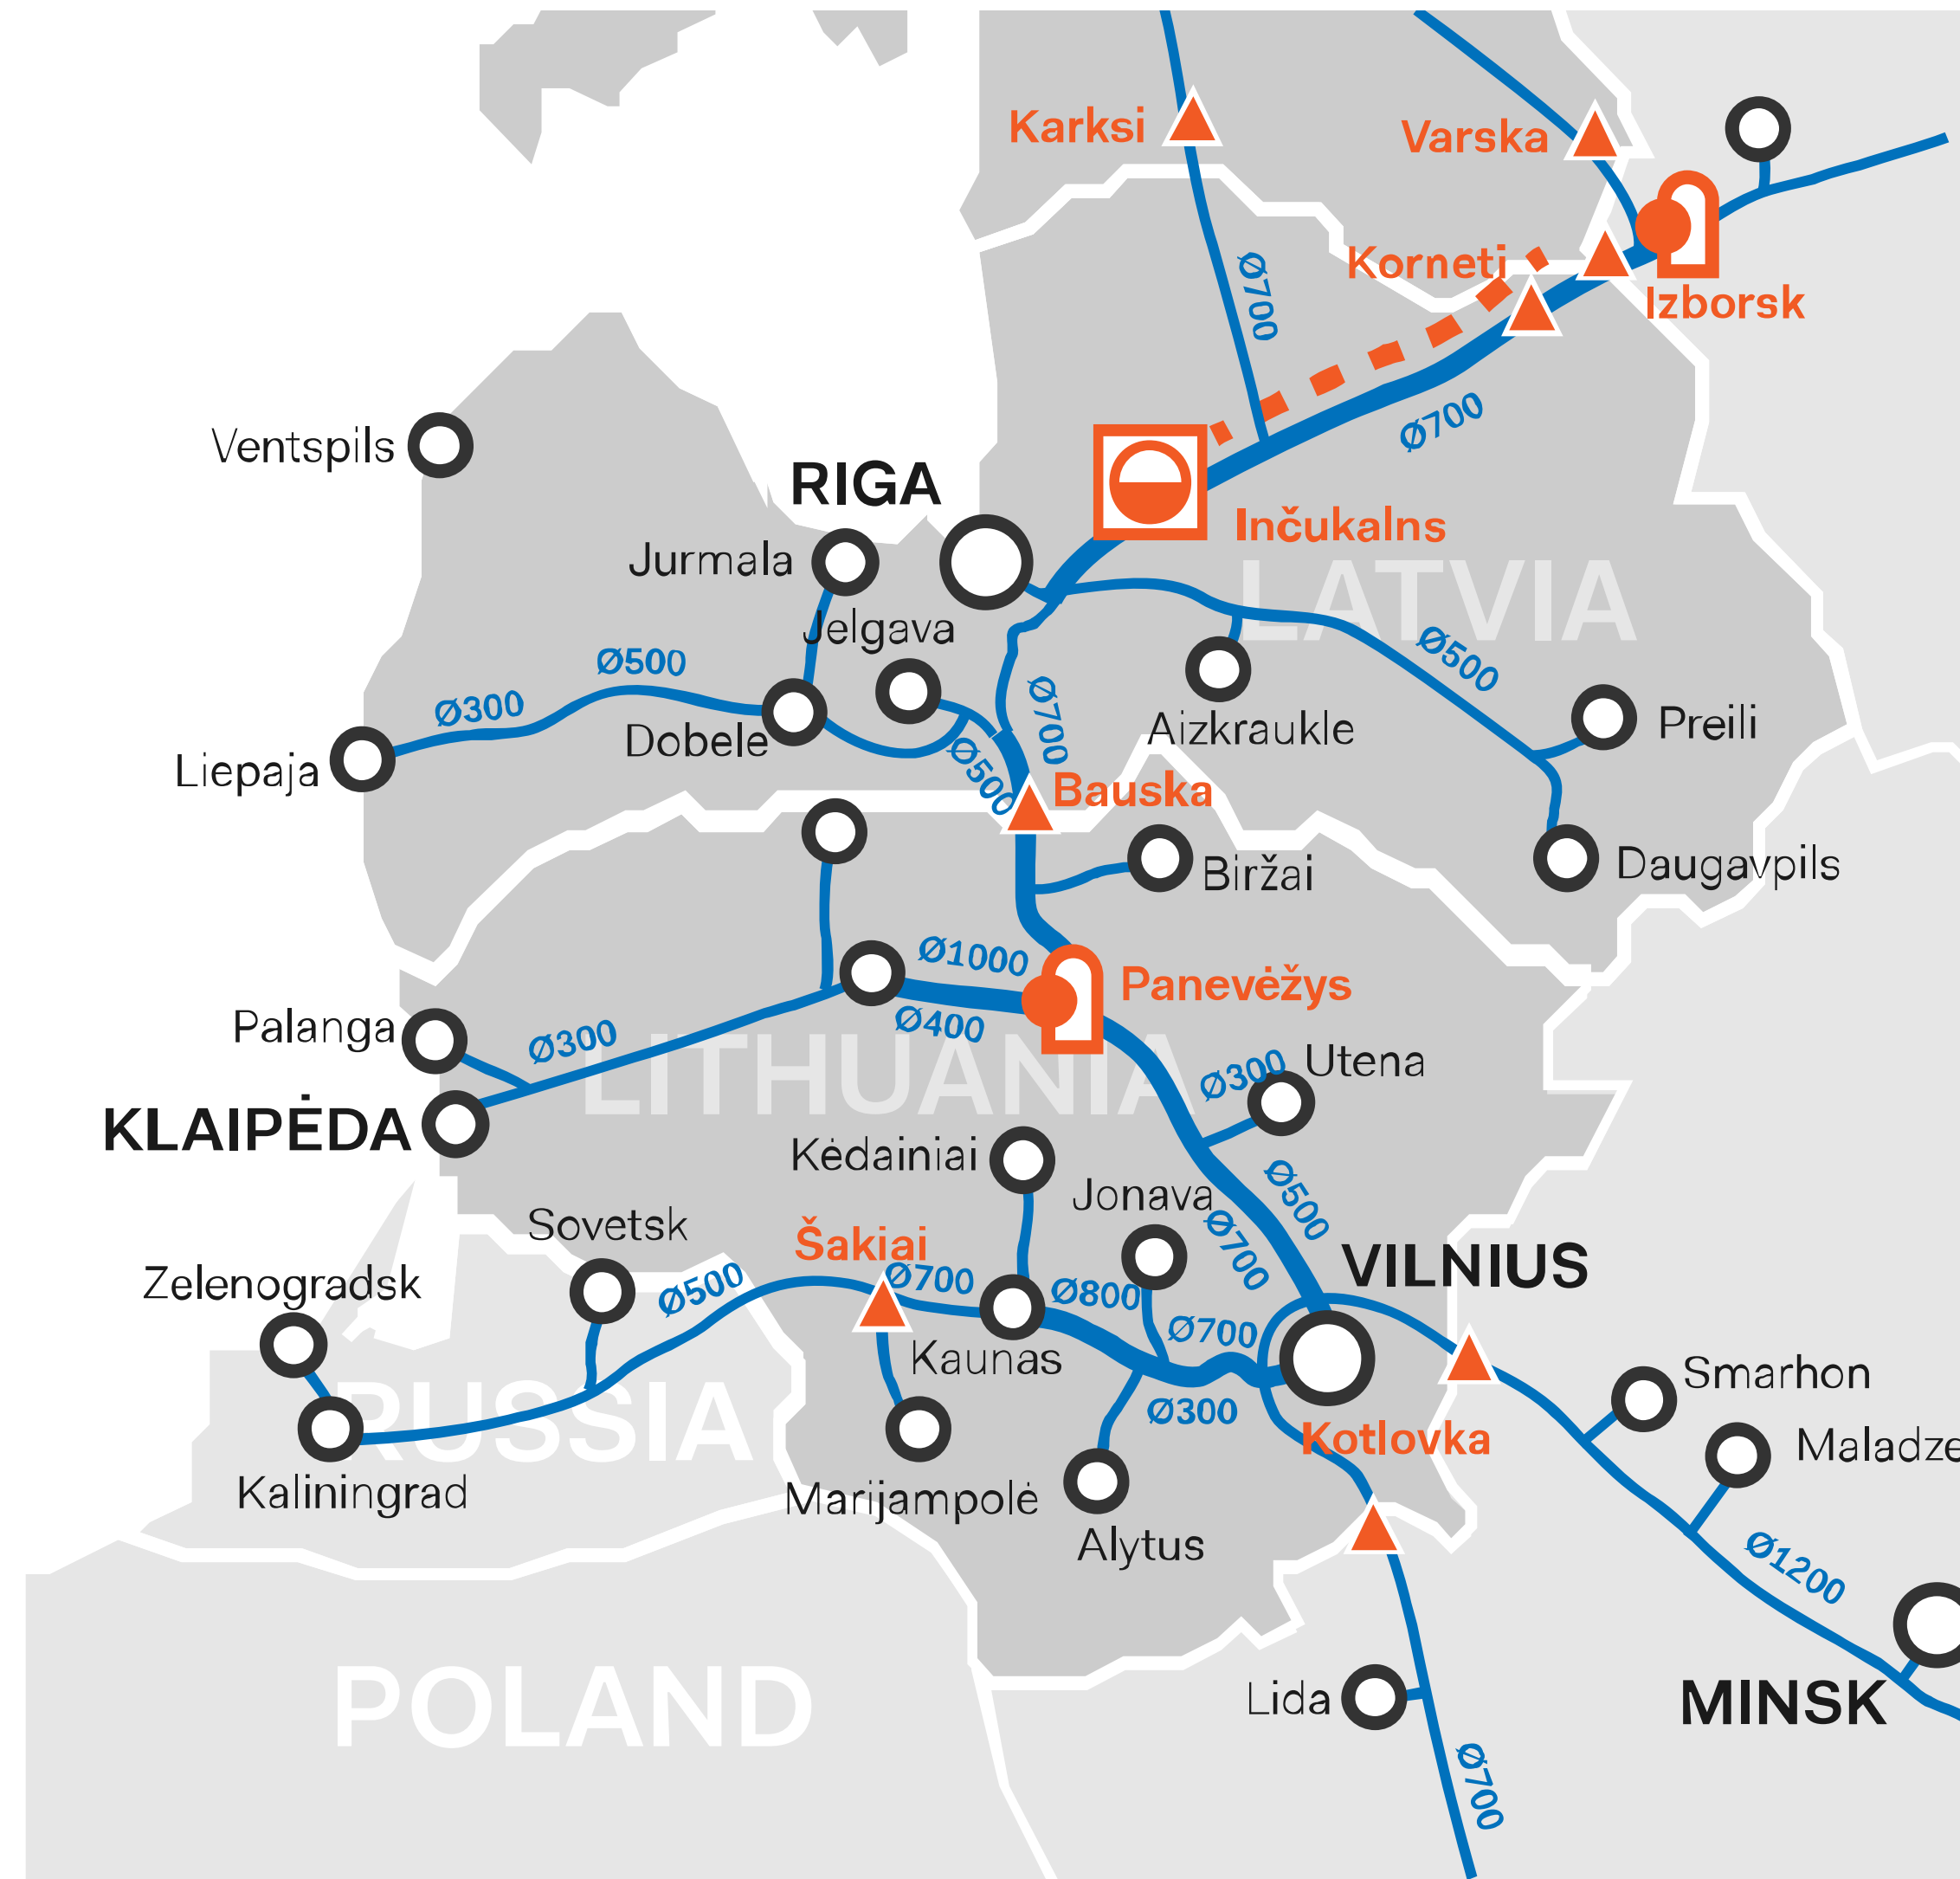 Karksi
Varska
Korneti
Izborsk
Ø700
Ø700
Ventspils
RIGA
Inčukalns
Jurmala
LATVIA
Jelgava
Ø500
Ø500
Ø300
Ø700
Dobele
Aizkraukle
Preili
Liepaja
Ø500
Bauska
Biržai
Daugavpils
Ø1000
Panevėžys
Palanga
Ø400
Ø300
LITHUANIA
Ø300
Utena
KLAIPĖDA
Kėdainiai
Jonava
Ø500
Sovetsk
Šakiai
Ø700
VILNIUS
Zelenogradsk
Ø500
Ø700
Ø800
Ø700
Kaunas
Smarhon
RUSSIA
Ø300
Kotlovka
Maladze
Kaliningrad
Marijampolė
Alytus
Ø1200
POLAND
Lida
MINSK
Ø700